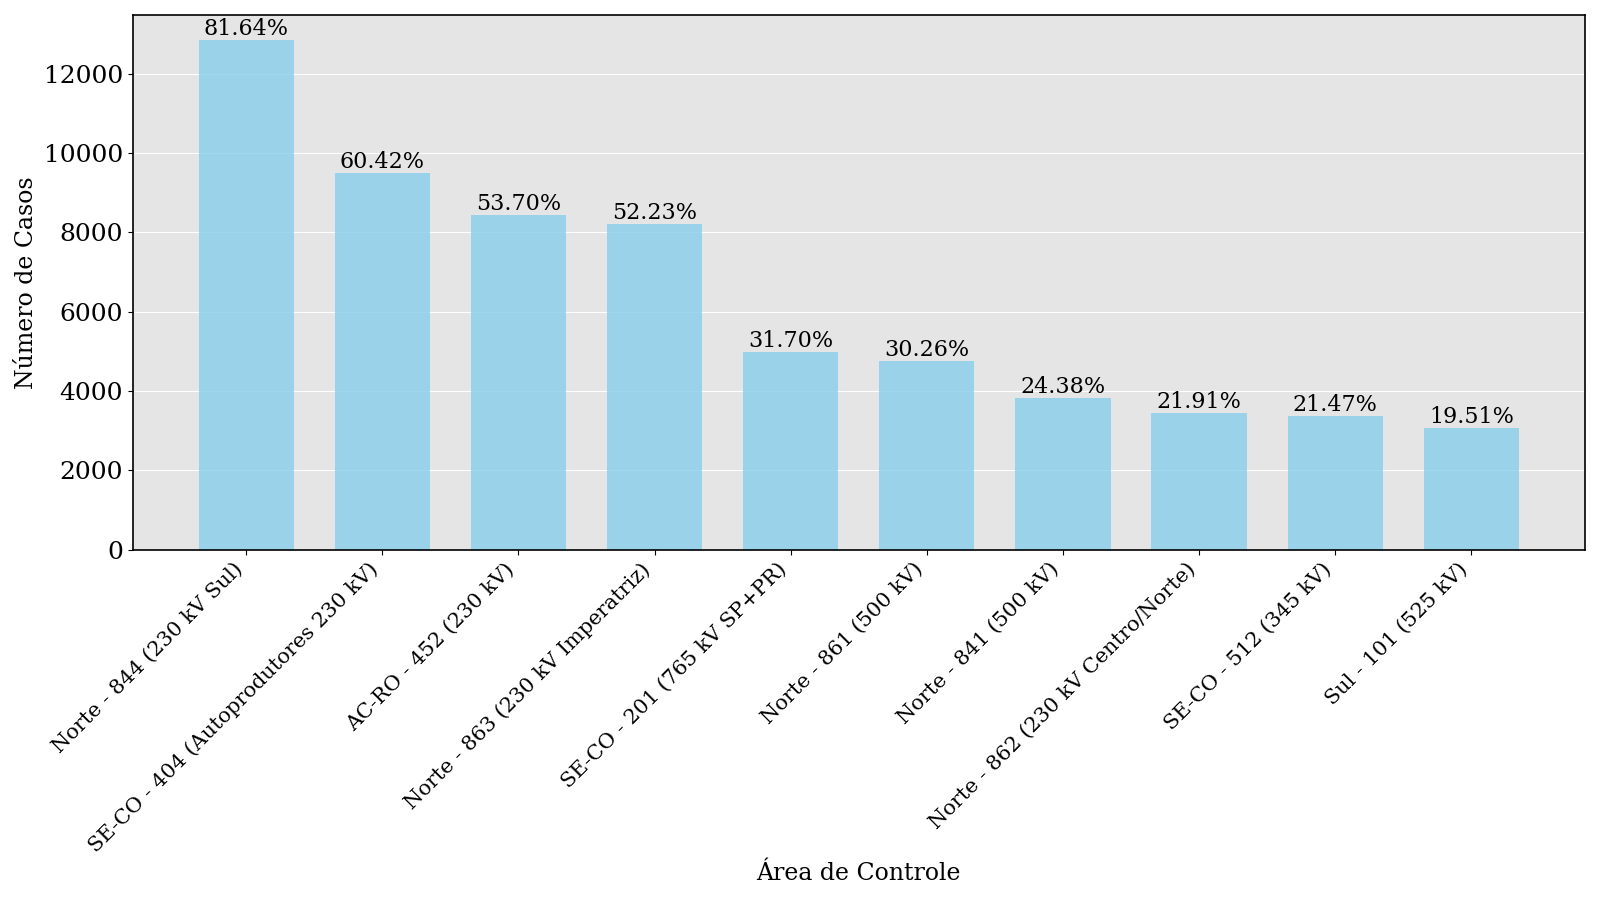 81.64%
60.42%
53.70%
52.23%
31.70%
30.26%
24.38%
21.91%
21.47%
19.51%
12000
10000
8000
6000
4000
2000
0
Número de Casos
Norte - 844 (230 kV Sul)
SE-CO - 404 (Autoprodutores 230 kV)
AC-RO - 452 (230 kV)
Norte - 863 (230 kV Imperatriz)
SE-CO - 201 (765 kV SP+PR)
Norte - 861 (500 kV)
Norte - 841 (500 kV)
Norte - 862 (230 kV Centro/Norte)
SE-CO - 512 (345 kV)
Sul - 101 (525 kV)
Área de Controle